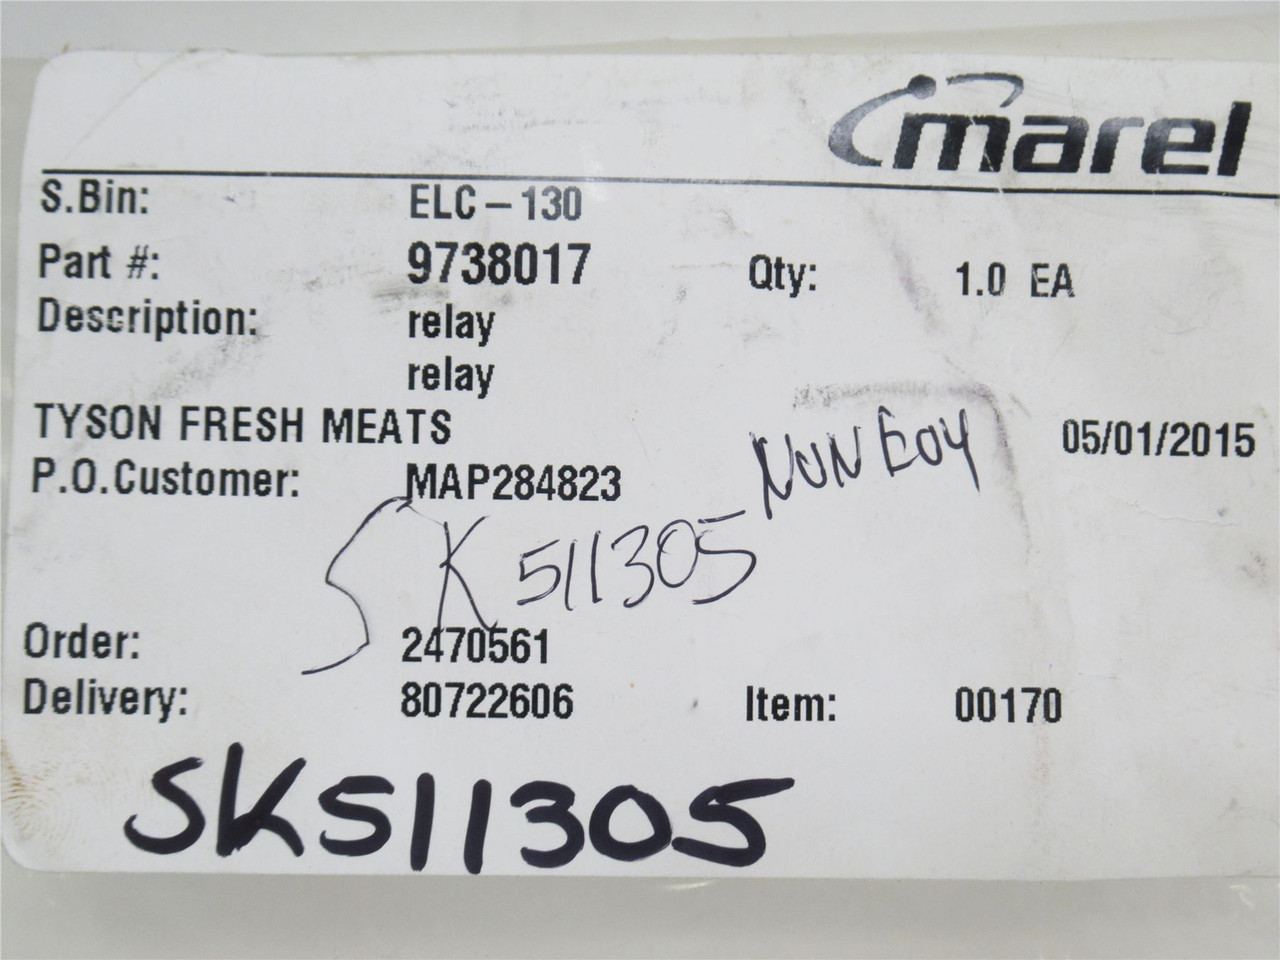 marel
S.Bin: ELC-130
Part #: 9738017 Qty: 1.0 EA
Description: relay
relay
TYSON FRESH MEATS
NON EOY 05/01/2015
P.O.Customer: MAP284823
SK511305
Order: 2470561
Delivery: 80722606 Item: 00170
SK511305